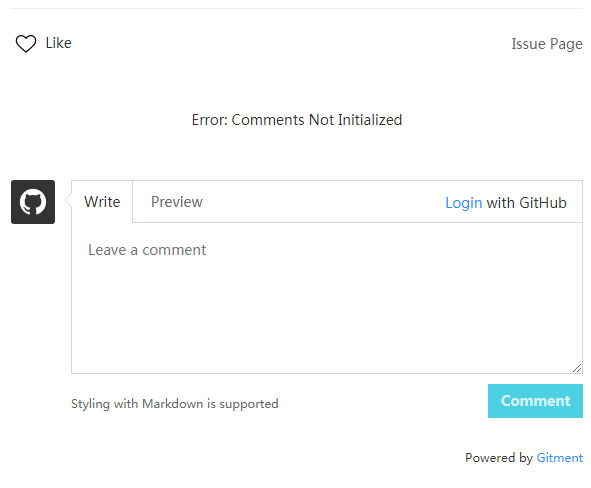 Like
Issue Page
Error: Comments Not Initialized
Write
Preview
Login with GitHub
Leave a comment
Styling with Markdown is supported
Comment
Powered by Gitment